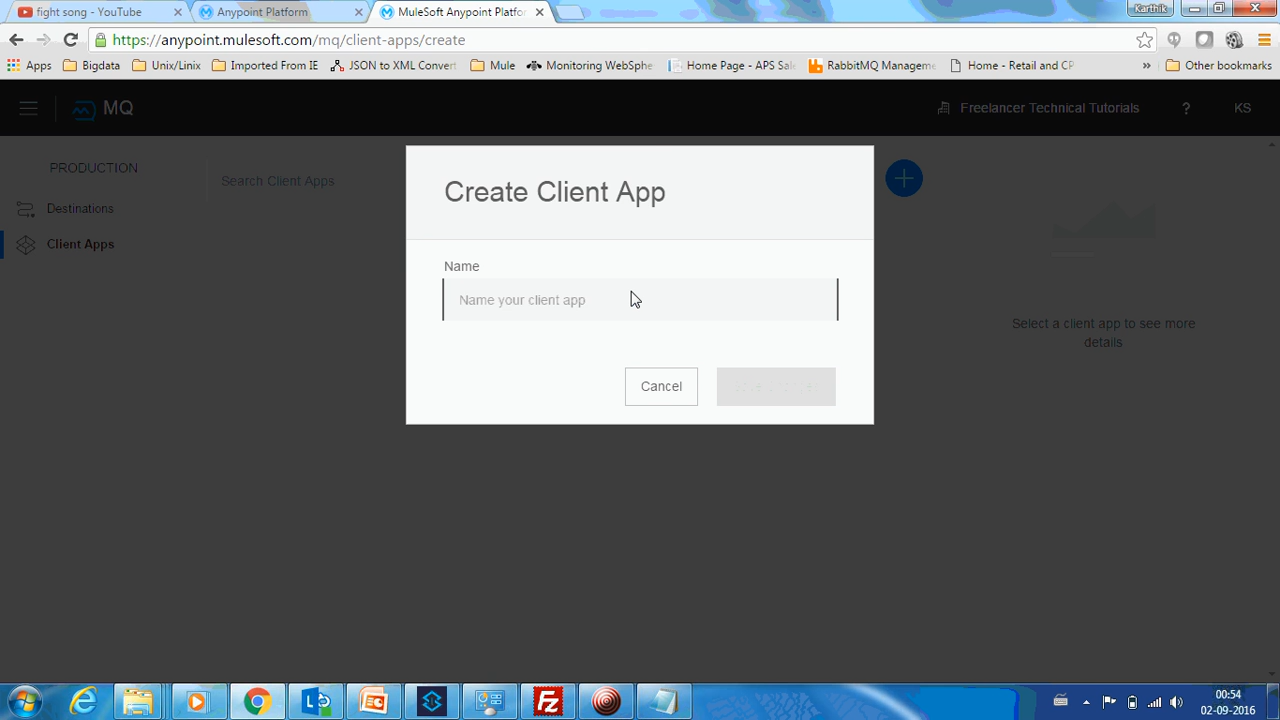 fight song - YouTube
Anypoint Platform
MuleSoft Anypoint Platfor
Karthik
https://anypoint.mulesoft.com/mq/client-apps/create
Apps
Bigdata
Unix/Linux
Imported From IE
JSON to XML Convert
Mule
Monitoring WebSphe
Home Page - APS Sal
RabbitMQ Manageme
Home - Retail and CP
»
Other bookmarks
MQ
Freelancer Technical Tutorials
?
KS
PRODUCTION
Search Client Apps
Destinations
Client Apps
Create Client App
Name
Name your client app
Cancel
Select a client app to see more
details
00:54
02-09-2016